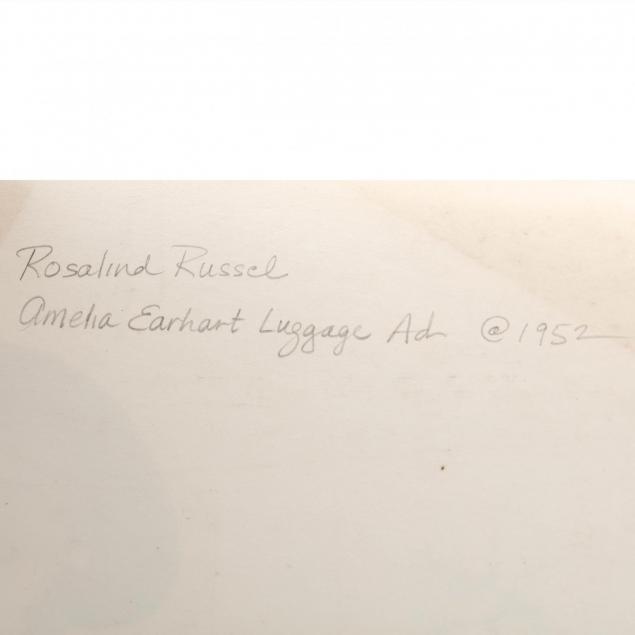 Rosalind Russel
Amelia Earhart Luggage Ad @1952